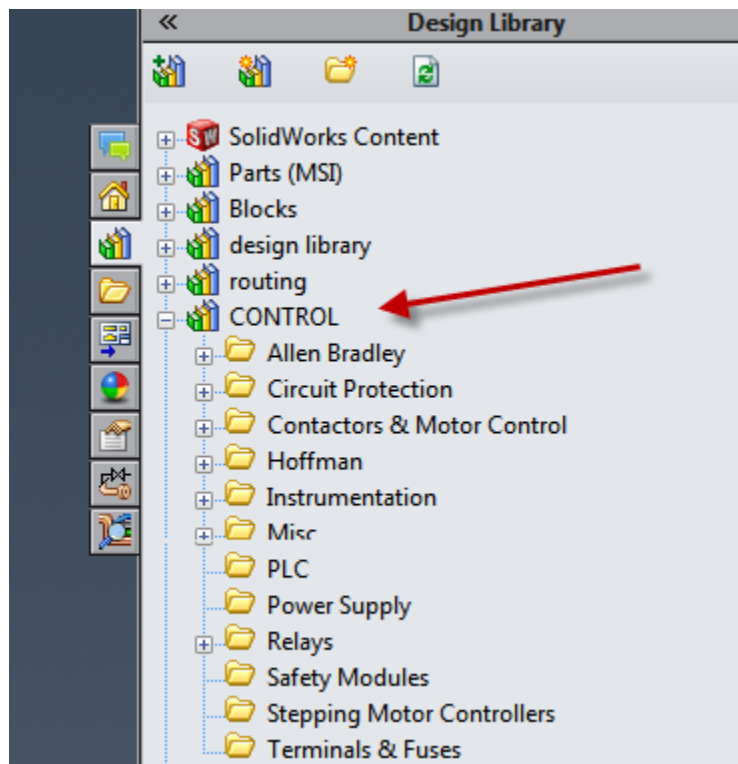 Design Library
SolidWorks Content
Parts (MSI)
Blocks
design library
routing
CONTROL
Allen Bradley
Circuit Protection
Contactors & Motor Control
Hoffman
Instrumentation
Misc
PLC
Power Supply
Relays
Safety Modules
Stepping Motor Controllers
Terminals & Fuses